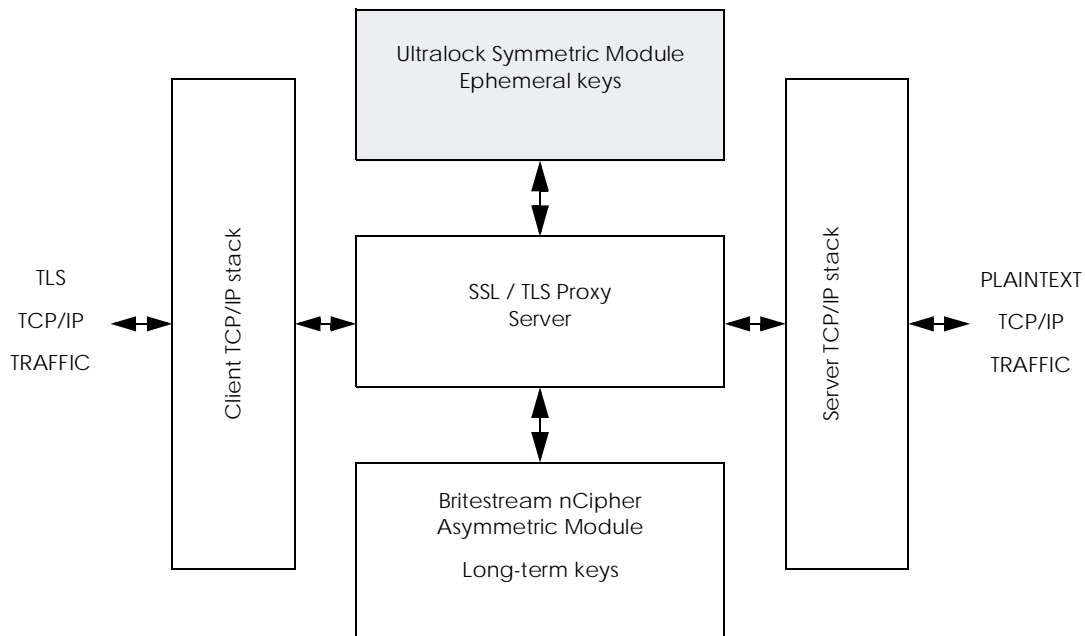 Ultralock Symmetric Module
Ephemeral keys
TLS
TCP/IP
TRAFFIC
Client TCP/IP stack
SSL / TLS Proxy
Server
Server TCP/IP stack
PLAINTEXT
TCP/IP
TRAFFIC
Britestream nCipher
Asymmetric Module
Long-term keys